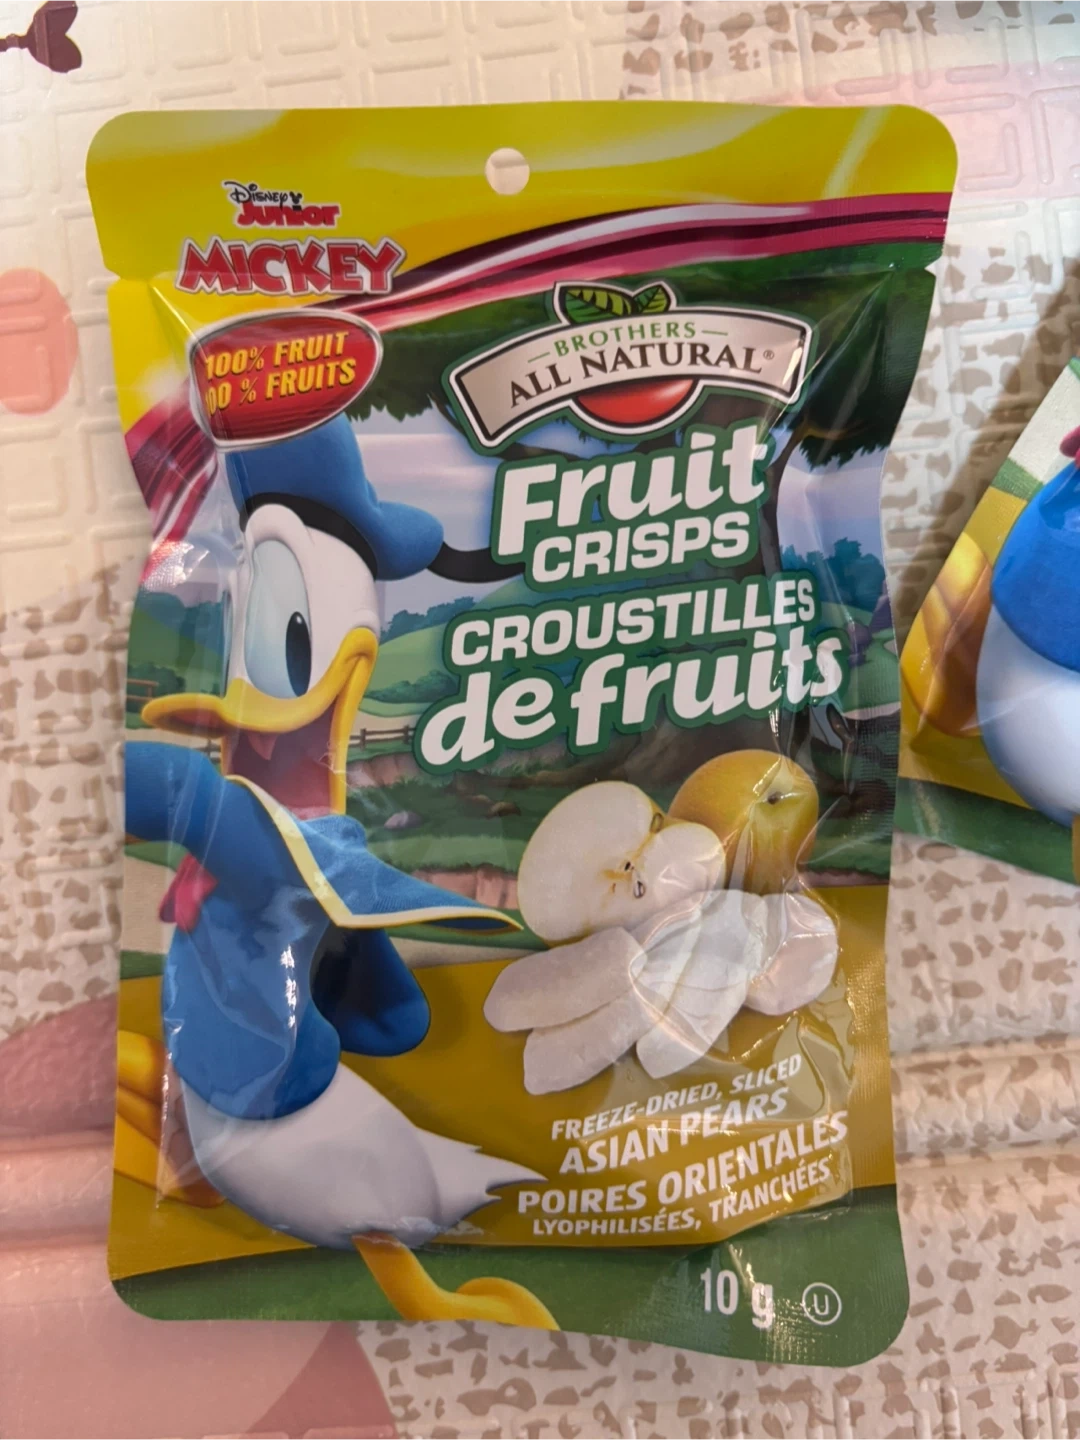 Disney
Junior
MICKEY
100% FRUIT
00 % FRUITS
BROTHERS
ALL NATURAL®
Fruit
CRISPS
CROUSTILLES
de fruits
FREEZE-DRIED, SLICED
ASIAN PEARS
POIRES ORIENTALES
LYOPHILISÉES, TRANCHÉES
10 g U